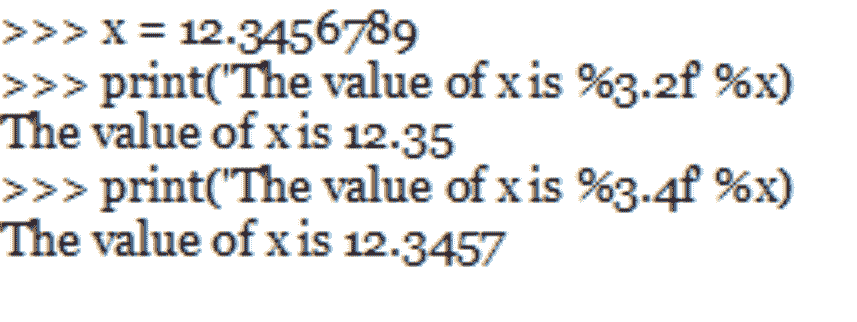 >>> x = 12.3456789
>>> print('The value of x is %3.2f' %x)
The value of x is 12.35
>>> print('The value of x is %3.4f' %x)
The value of x is 12.3457